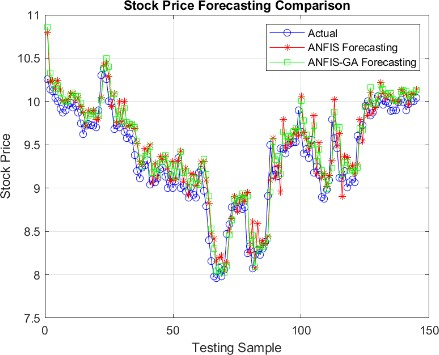 Stock Price Forecasting Comparison
11
10.5
10
9.5
9
8.5
8
7.5
Stock Price
Actual
ANFIS Forecasting
ANFIS-GA Forecasting
0
50
100
150
Testing Sample